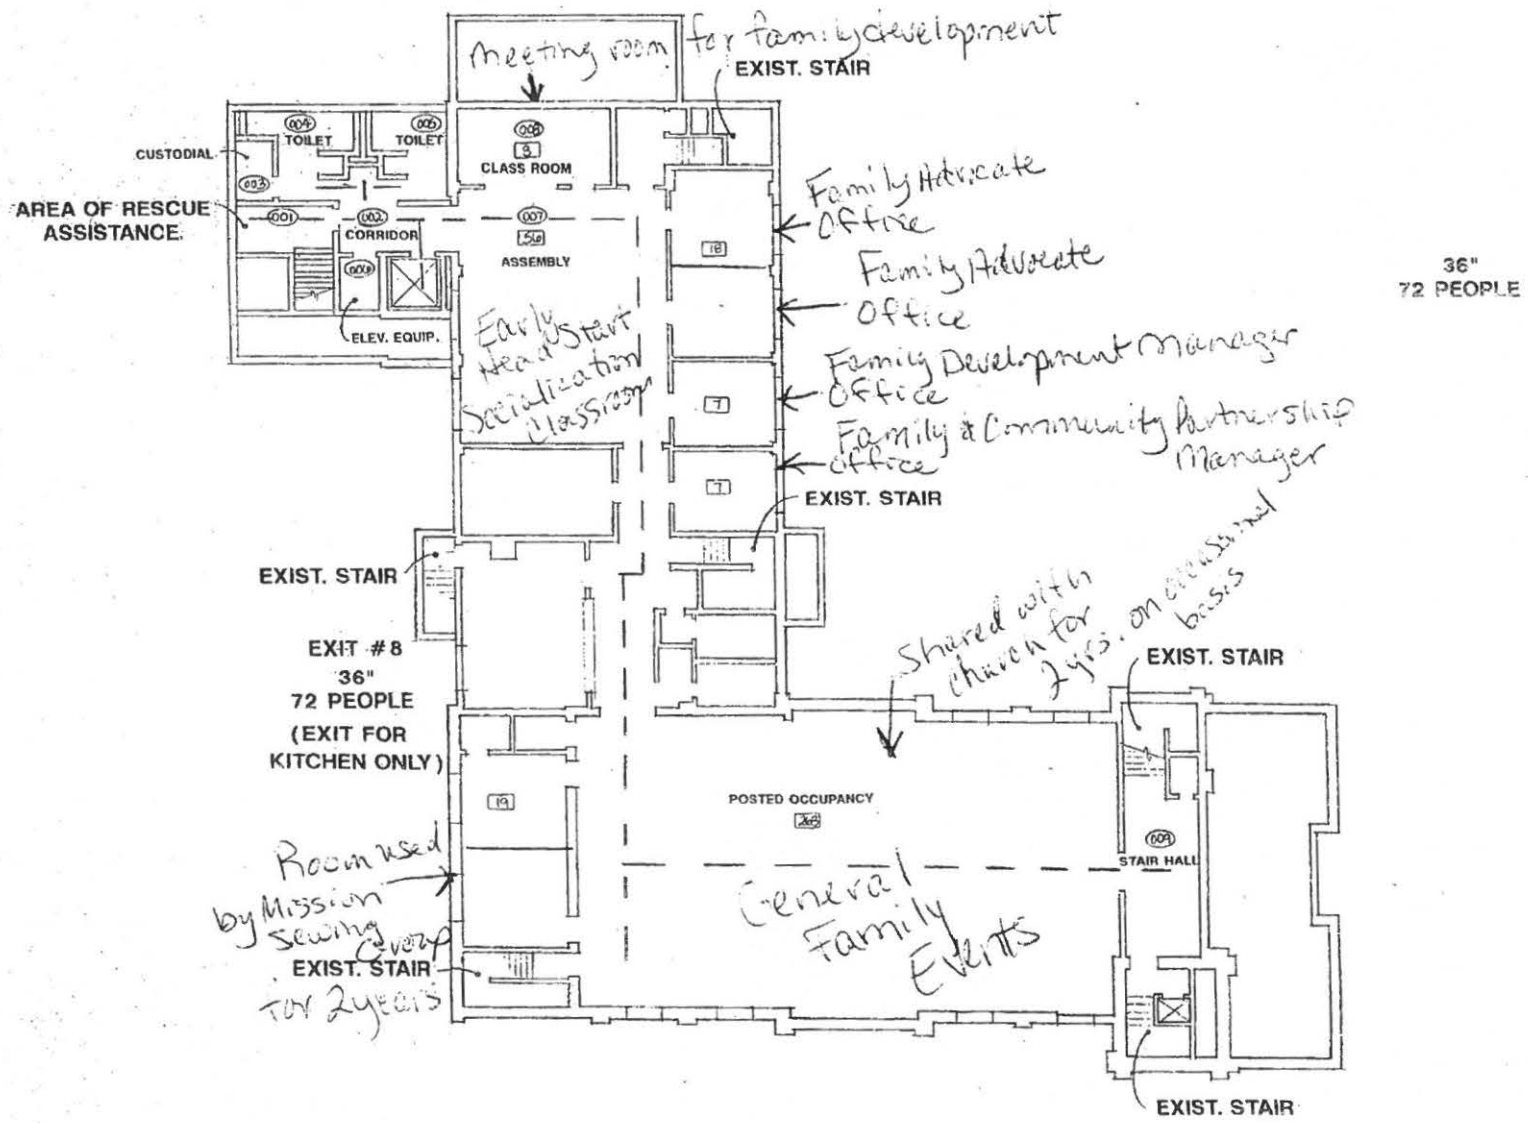 meeting room for family development
EXIST. STAIR
004
TOILET
005
TOILET
008
9
CLASS ROOM
CUSTODIAL
003
AREA OF RESCUE
ASSISTANCE.
001
002
CORRIDOR
006
ELEV. EQUIP.
007
56
ASSEMBLY
Early
Head Start
Socialization
Classroom
18
Family Advocate
Office
Family Advocate
Office
7
Family Development Manager
Office
7
Family & Community Partnership
Manager
Office
EXIST. STAIR
36"
72 PEOPLE
EXIST. STAIR
EXIT #8
36"
72 PEOPLE
(EXIT FOR
KITCHEN ONLY)
Shared with
church for
2 yrs. on occasional
basis
EXIST. STAIR
19
POSTED OCCUPANCY
009
STAIR HALL
Room used
by Mission
Sewing
Group
for 2 years
EXIST. STAIR
General
Family
Events
EXIST. STAIR